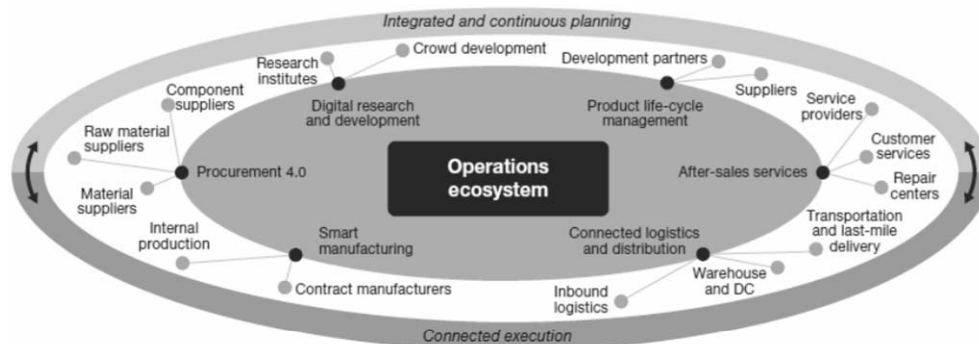 Integrated and continuous planning
Research
institutes
Crowd development
Development partners
Suppliers
Component
suppliers
Digital research
and development
Product life-cycle
management
Service
providers
Raw material
suppliers
Customer
services
Procurement 4.0
Operations
ecosystem
After-sales services
Repair
centers
Material
suppliers
Internal
production
Smart
manufacturing
Connected logistics
and distribution
Transportation
and last-mile
delivery
Contract manufacturers
Inbound
logistics
Warehouse
and DC
Connected execution